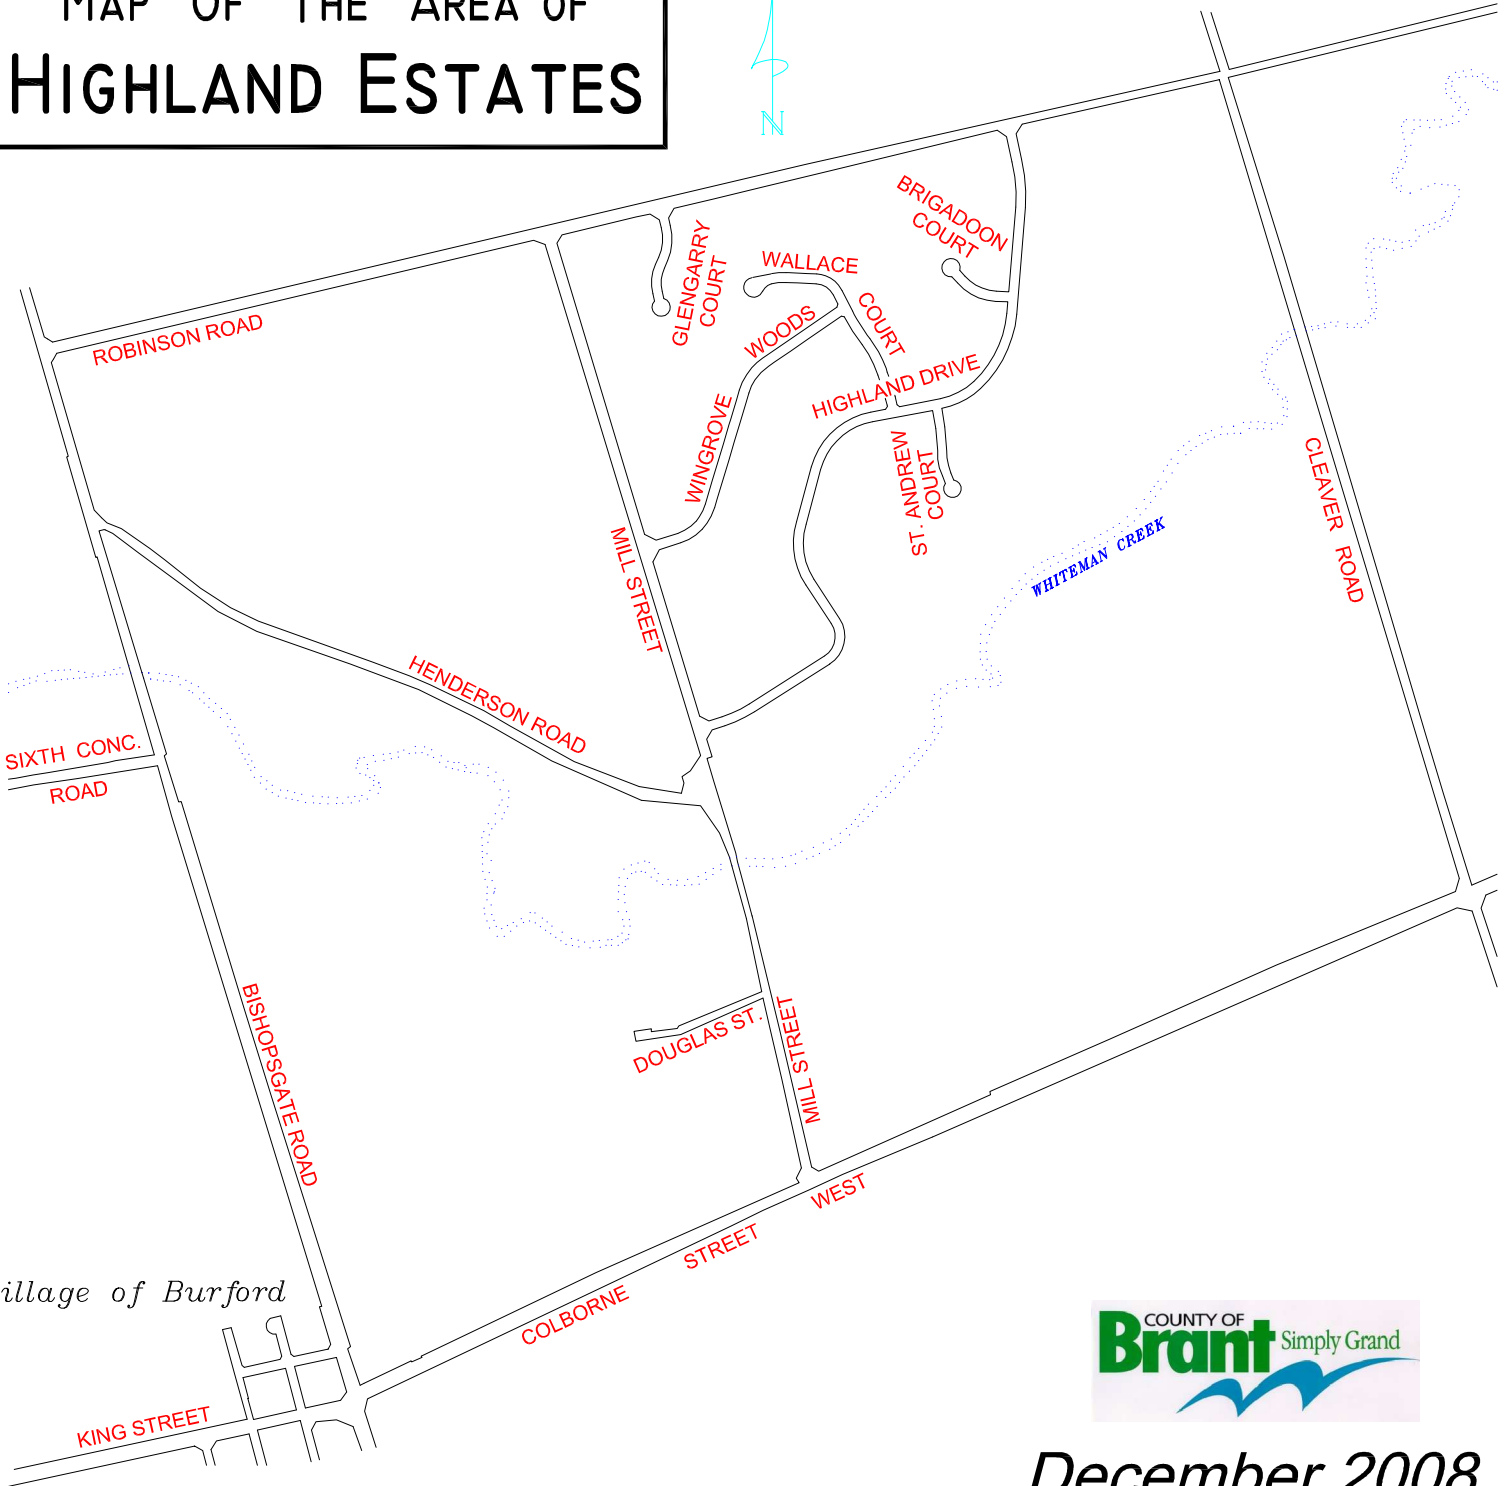 MAP OF THE AREA OF
HIGHLAND ESTATES
N
BRIGADOON
COURT
GLENGARRY
COURT
WALLACE
COURT
WINGROVE WOODS
ROBINSON ROAD
HIGHLAND DRIVE
ST. ANDREW
COURT
CLEAVER ROAD
MILL STREET
WHITEMAN CREEK
HENDERSON ROAD
SIXTH CONC.
ROAD
BISHOPSGATE ROAD
DOUGLAS ST.
MILL STREET
COLBORNE STREET WEST
illage of Burford
KING STREET
COUNTY OF
Brant Simply Grand
December 2008